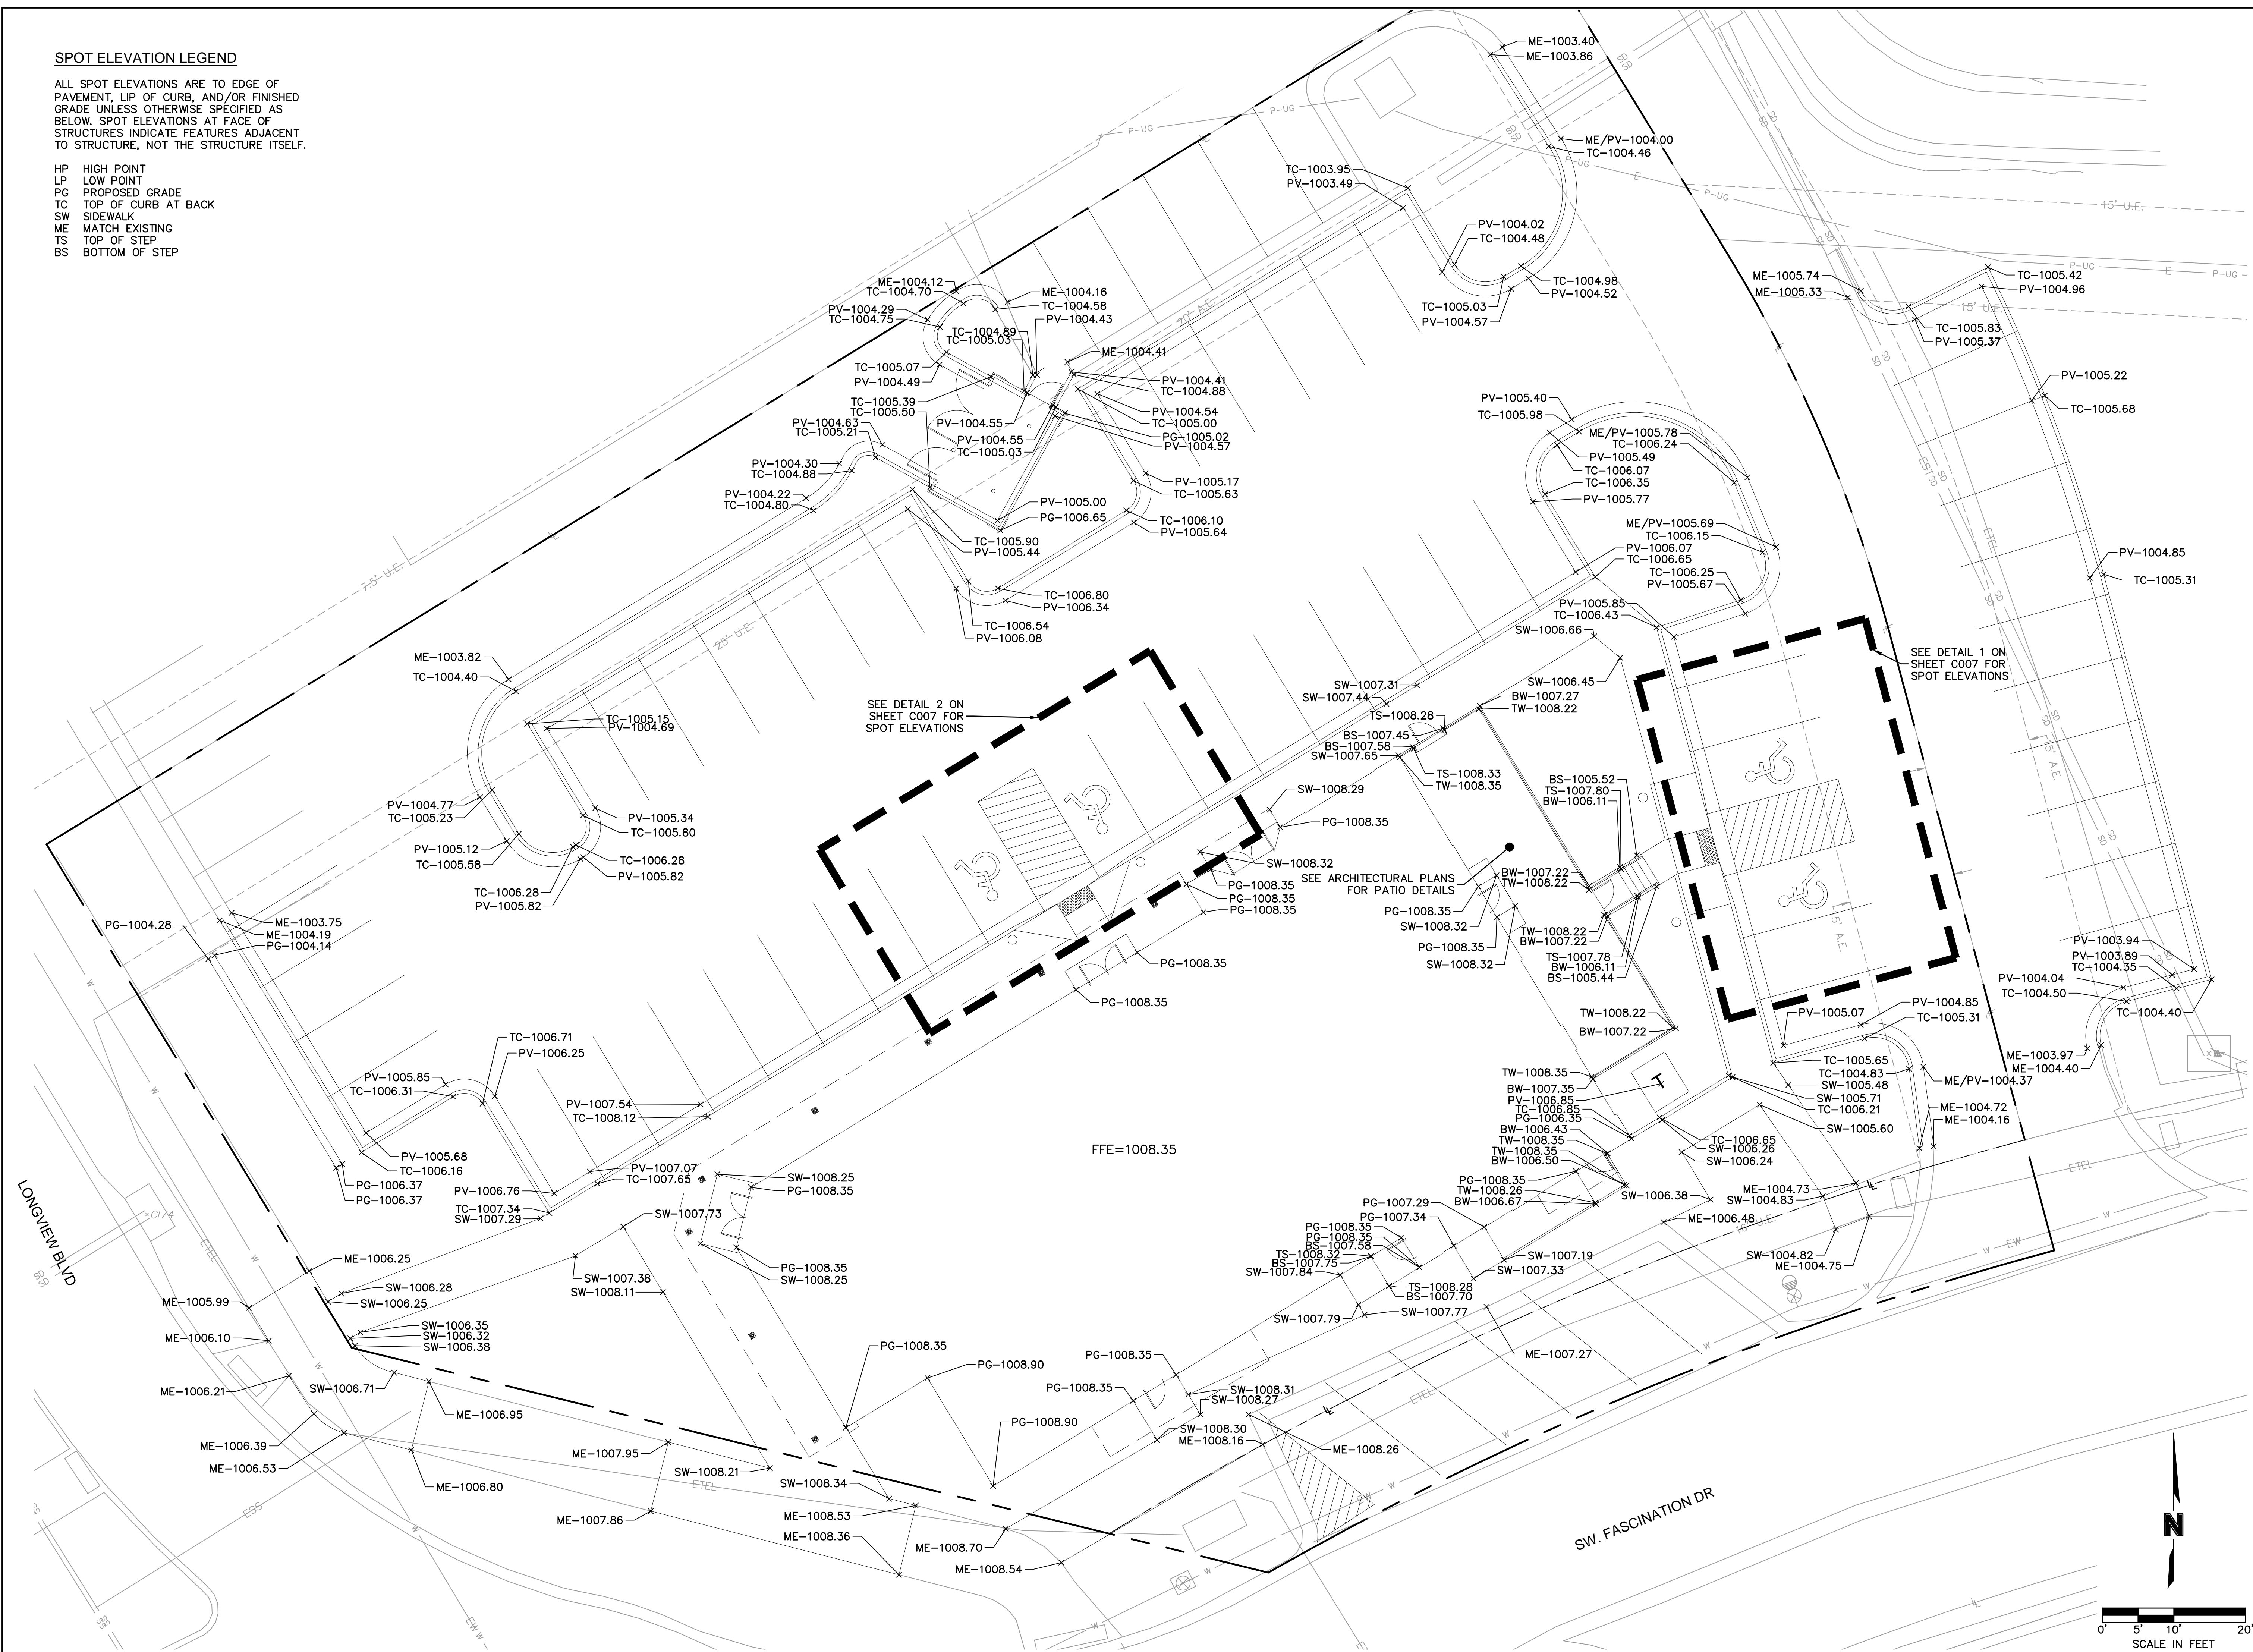 SPOT ELEVATION LEGEND
ALL SPOT ELEVATIONS ARE TO EDGE OF
PAVEMENT, LIP OF CURB, AND/OR FINISHED
GRADE UNLESS OTHERWISE SPECIFIED AS
BELOW. SPOT ELEVATIONS AT FACE OF
STRUCTURES INDICATE FEATURES ADJACENT
TO STRUCTURE, NOT THE STRUCTURE ITSELF.
HP HIGH POINT
LP LOW POINT
PG PROPOSED GRADE
TC TOP OF CURB AT BACK
SW SIDEWALK
ME MATCH EXISTING
TS TOP OF STEP
BS BOTTOM OF STEP
ME-1003.40
ME-1003.86
ME/PV-1004.00
TC-1004.46
TC-1003.95
PV-1003.49
PV-1004.02
TC-1004.48
TC-1004.98
PV-1004.52
TC-1005.03
PV-1004.57
P-UG
P-UG
P-UG
E
P-UG
15' U.E.
P-UG
E
P-UG
15' U.E.
ME-1005.74
ME-1005.33
TC-1005.42
PV-1004.96
TC-1005.83
PV-1005.37
PV-1005.22
TC-1005.68
PV-1004.85
TC-1005.31
ME-1004.12
TC-1004.70
ME-1004.16
TC-1004.58
PV-1004.43
PV-1004.29
TC-1004.75
TC-1004.89
TC-1005.03
20' A.E.
ME-1004.41
TC-1005.07
PV-1004.49
PV-1004.41
TC-1004.88
TC-1005.39
TC-1005.50
PV-1004.54
TC-1005.00
PV-1004.63
TC-1005.21
PV-1004.55
PV-1004.55
TC-1005.03
PG-1005.02
PV-1004.57
PV-1004.30
TC-1004.88
PV-1004.22
TC-1004.80
PV-1005.17
TC-1005.63
PV-1005.00
PG-1006.65
TC-1006.10
PV-1005.64
TC-1005.90
PV-1005.44
TC-1006.80
PV-1006.34
TC-1006.54
PV-1006.08
PV-1005.40
TC-1005.98
ME/PV-1005.78
TC-1006.24
PV-1005.49
TC-1006.07
TC-1006.35
PV-1005.77
ME/PV-1005.69
TC-1006.15
PV-1006.07
TC-1006.65
TC-1006.25
PV-1005.67
PV-1005.85
TC-1006.43
SW-1006.66
7.5' U.E.
25' U.E.
ME-1003.82
TC-1004.40
TC-1005.15
PV-1004.69
SEE DETAIL 2 ON
SHEET C007 FOR
SPOT ELEVATIONS
SEE DETAIL 1 ON
SHEET C007 FOR
SPOT ELEVATIONS
SW-1007.31
SW-1007.44
SW-1006.45
BW-1007.27
TW-1008.22
TS-1008.28
BS-1007.45
BS-1007.58
SW-1007.65
TS-1008.33
TW-1008.35
BS-1005.52
TS-1007.80
BW-1006.11
PV-1004.77
TC-1005.23
PV-1005.34
TC-1005.80
PV-1005.12
TC-1005.58
TC-1006.28
PV-1005.82
TC-1006.28
PV-1005.82
SW-1008.29
PG-1008.35
SW-1008.32
PG-1008.35
PG-1008.35
PG-1008.35
SEE ARCHITECTURAL PLANS
FOR PATIO DETAILS
BW-1007.22
TW-1008.22
PG-1008.35
SW-1008.32
TW-1008.22
BW-1007.22
PG-1008.35
SW-1008.32
TS-1007.78
BW-1006.11
BS-1005.44
15' A.E.
15' A.E.
PG-1004.28
ME-1003.75
ME-1004.19
PG-1004.14
PG-1008.35
PG-1008.35
PV-1003.94
PV-1003.89
TC-1004.35
PV-1004.04
TC-1004.50
TC-1004.40
TW-1008.22
BW-1007.22
PV-1004.85
PV-1005.07
TC-1005.31
TC-1006.71
PV-1006.25
PV-1005.85
TC-1006.31
PV-1007.54
TC-1008.12
TW-1008.35
BW-1007.35
PV-1006.85
TC-1006.85
PG-1006.35
BW-1006.43
TW-1008.35
TW-1008.35
BW-1006.50
TC-1005.65
TC-1004.83
SW-1005.48
SW-1005.71
TC-1006.21
SW-1005.60
ME/PV-1004.37
ME-1003.97
ME-1004.40
ME-1004.72
ME-1004.16
TC-1006.65
SW-1006.26
SW-1006.24
FFE=1008.35
PV-1005.68
TC-1006.16
PG-1006.37
PG-1006.37
PV-1007.07
TC-1007.65
PV-1006.76
SW-1008.25
PG-1008.35
PG-1008.35
TW-1008.26
BW-1006.67
SW-1006.38
ME-1004.73
SW-1004.83
ETEL
TC-1007.34
SW-1007.29
SW-1007.73
PG-1007.29
PG-1007.34
PG-1008.35
PG-1008.35
BS-1007.58
TS-1008.32
BS-1007.75
SW-1007.84
ME-1006.48
15' U.E.
C174
LONGVIEW BLVD
ETEL
ME-1006.25
SW-1007.38
SW-1008.11
PG-1008.35
SW-1008.25
SW-1007.19
SW-1007.33
SW-1004.82
ME-1004.75
W
EW
SW-1006.28
SW-1006.25
TS-1008.28
BS-1007.70
SW-1007.77
SW-1007.79
ME-1005.99
ME-1006.10
SW-1006.35
SW-1006.32
SW-1006.38
PG-1008.35
PG-1008.90
PG-1008.35
ME-1007.27
ME-1006.21
SW-1006.71
ME-1006.95
PG-1008.35
SW-1008.31
SW-1008.27
ETEL
PG-1008.90
SW-1008.30
ME-1008.16
ME-1008.26
ME-1006.39
ME-1006.53
ME-1007.95
SW-1008.21
ME-1006.80
ETEL
SW-1008.34
ESS
ME-1007.86
ME-1008.53
ME-1008.36
ME-1008.70
ME-1008.54
SW. FASCINATION DR
EW
W
N
0' 5' 10' 20'
SCALE IN FEET